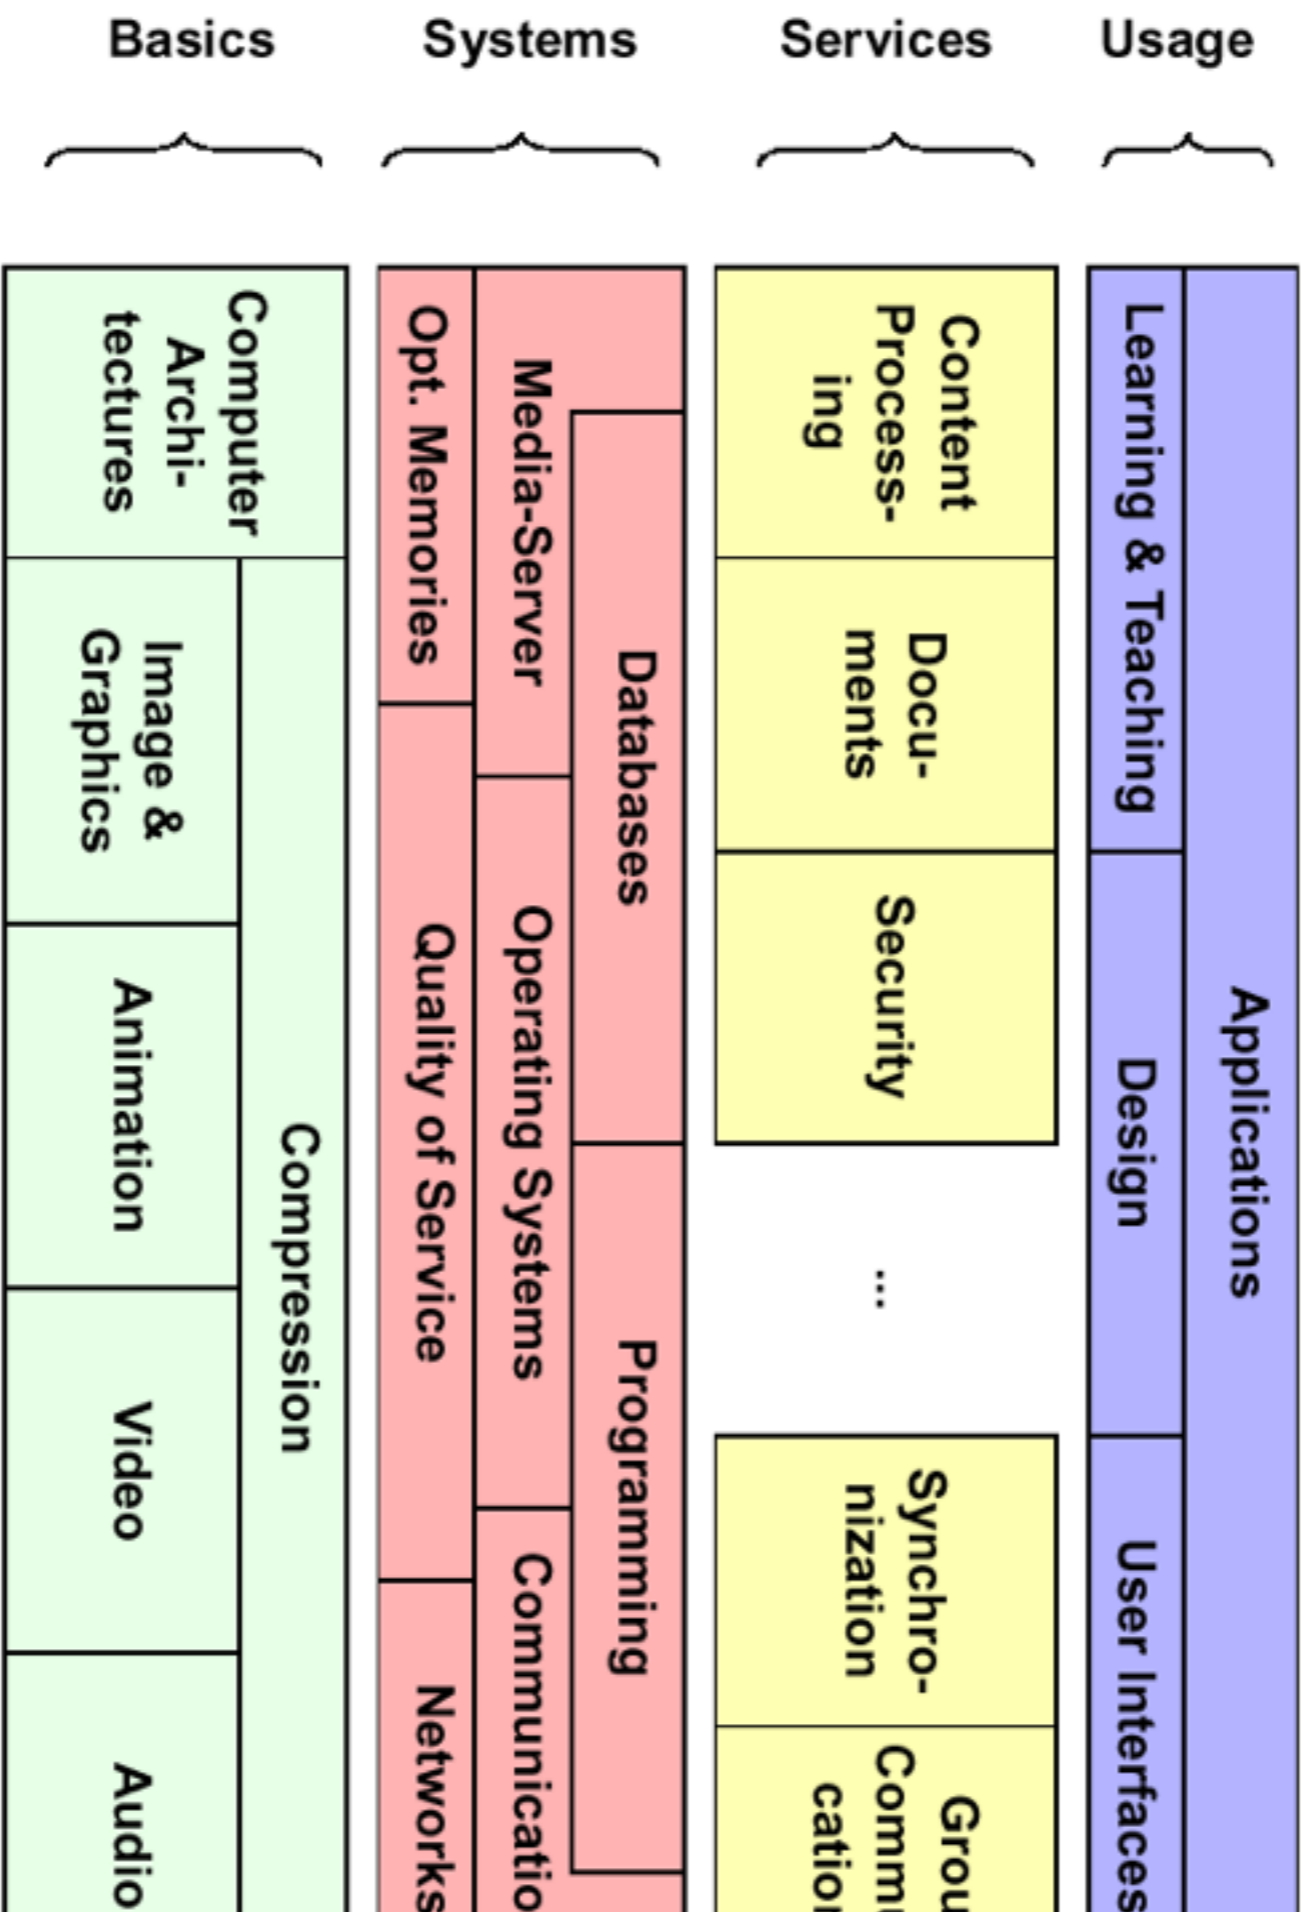 Usage
Applications
Learning & Teaching
Design
User Interfaces
Services
Content
Process-
ing
Docu-
ments
Security
...
Synchro-
nization
Systems
Databases
Programming
Media-Server
Operating Systems
Opt. Memories
Quality of Service
Networks
Basics
Computer
Archi-
tectures
Compression
Image &
Graphics
Animation
Video
Audio